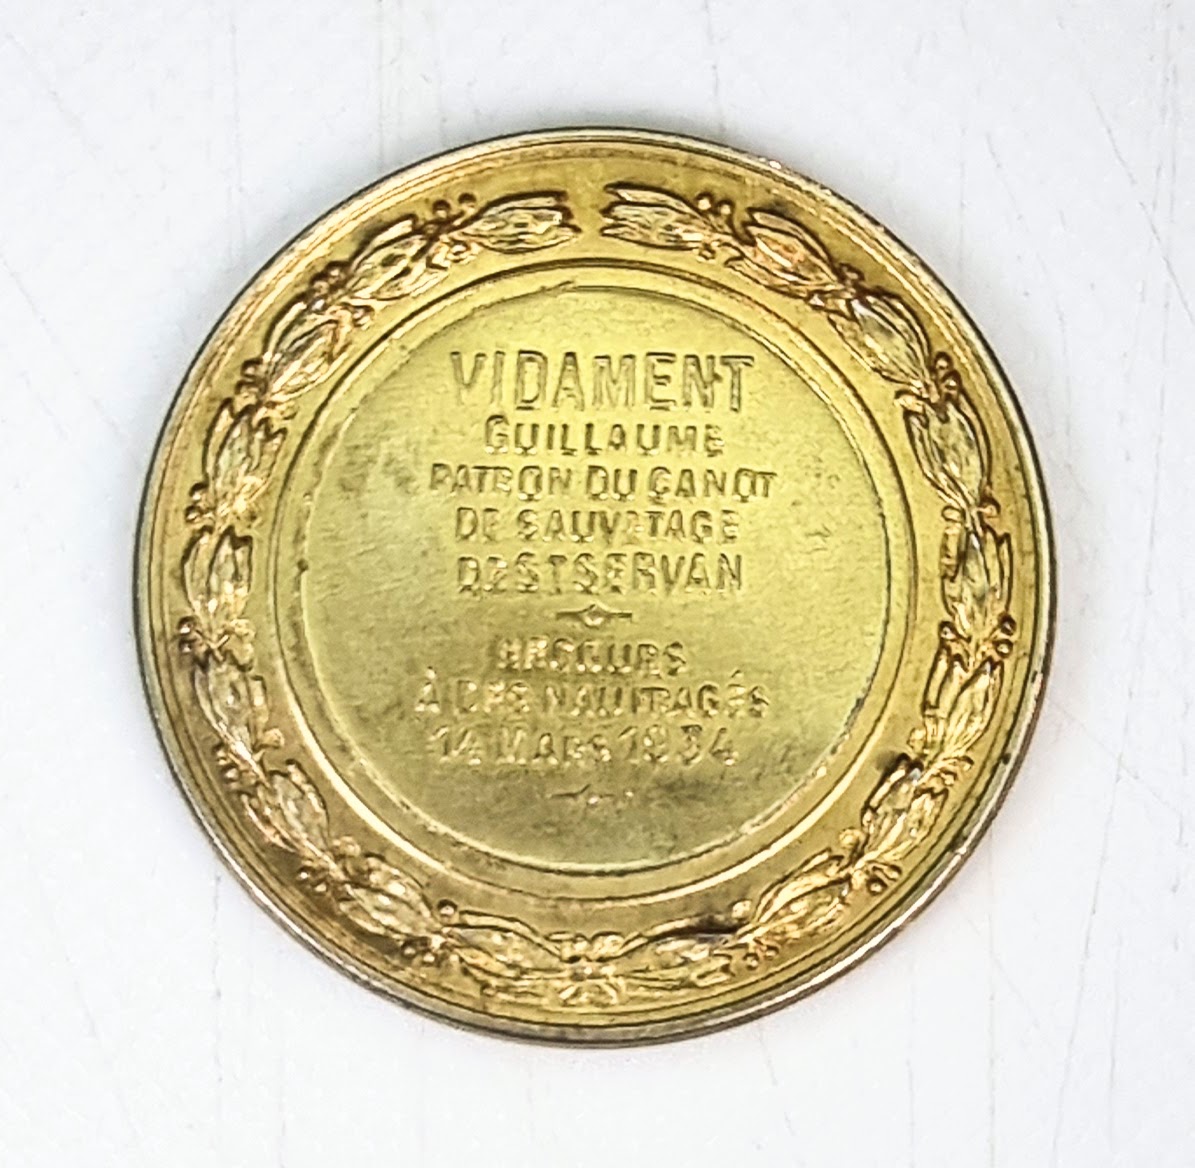 VIDAMENT
GUILLAUME
PATRON DU CANOT
DE SAUVETAGE
DE ST SERVAN
SECOURS
À DES NAUFRAGÉS
14 MARS 1934